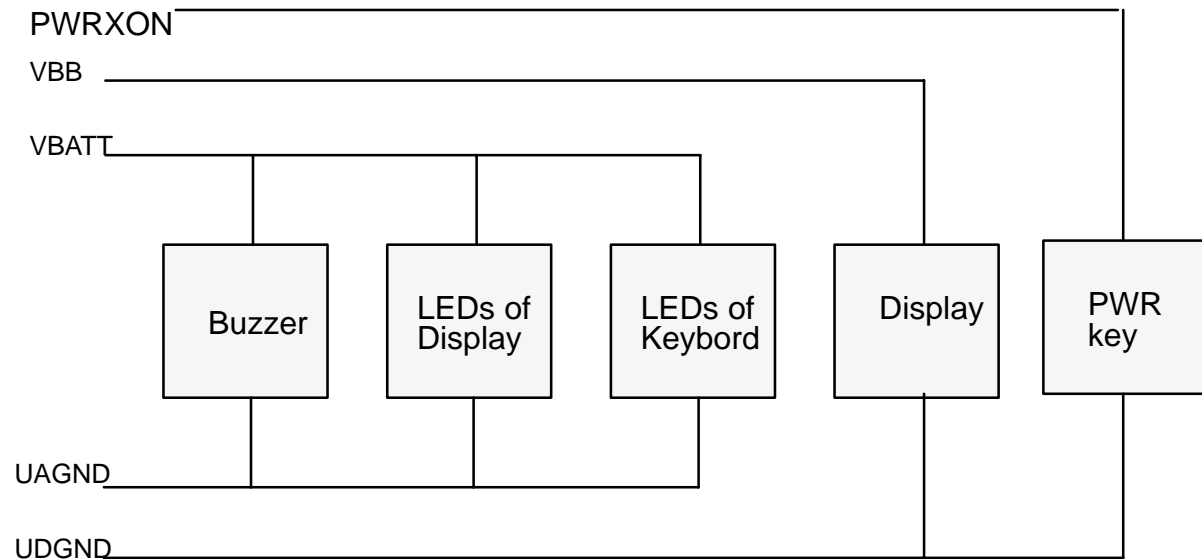 PWRXON
VBB
VBATT
Buzzer
LEDs of
Display
LEDs of
Keybord
Display
PWR
key
UAGND
UDGND